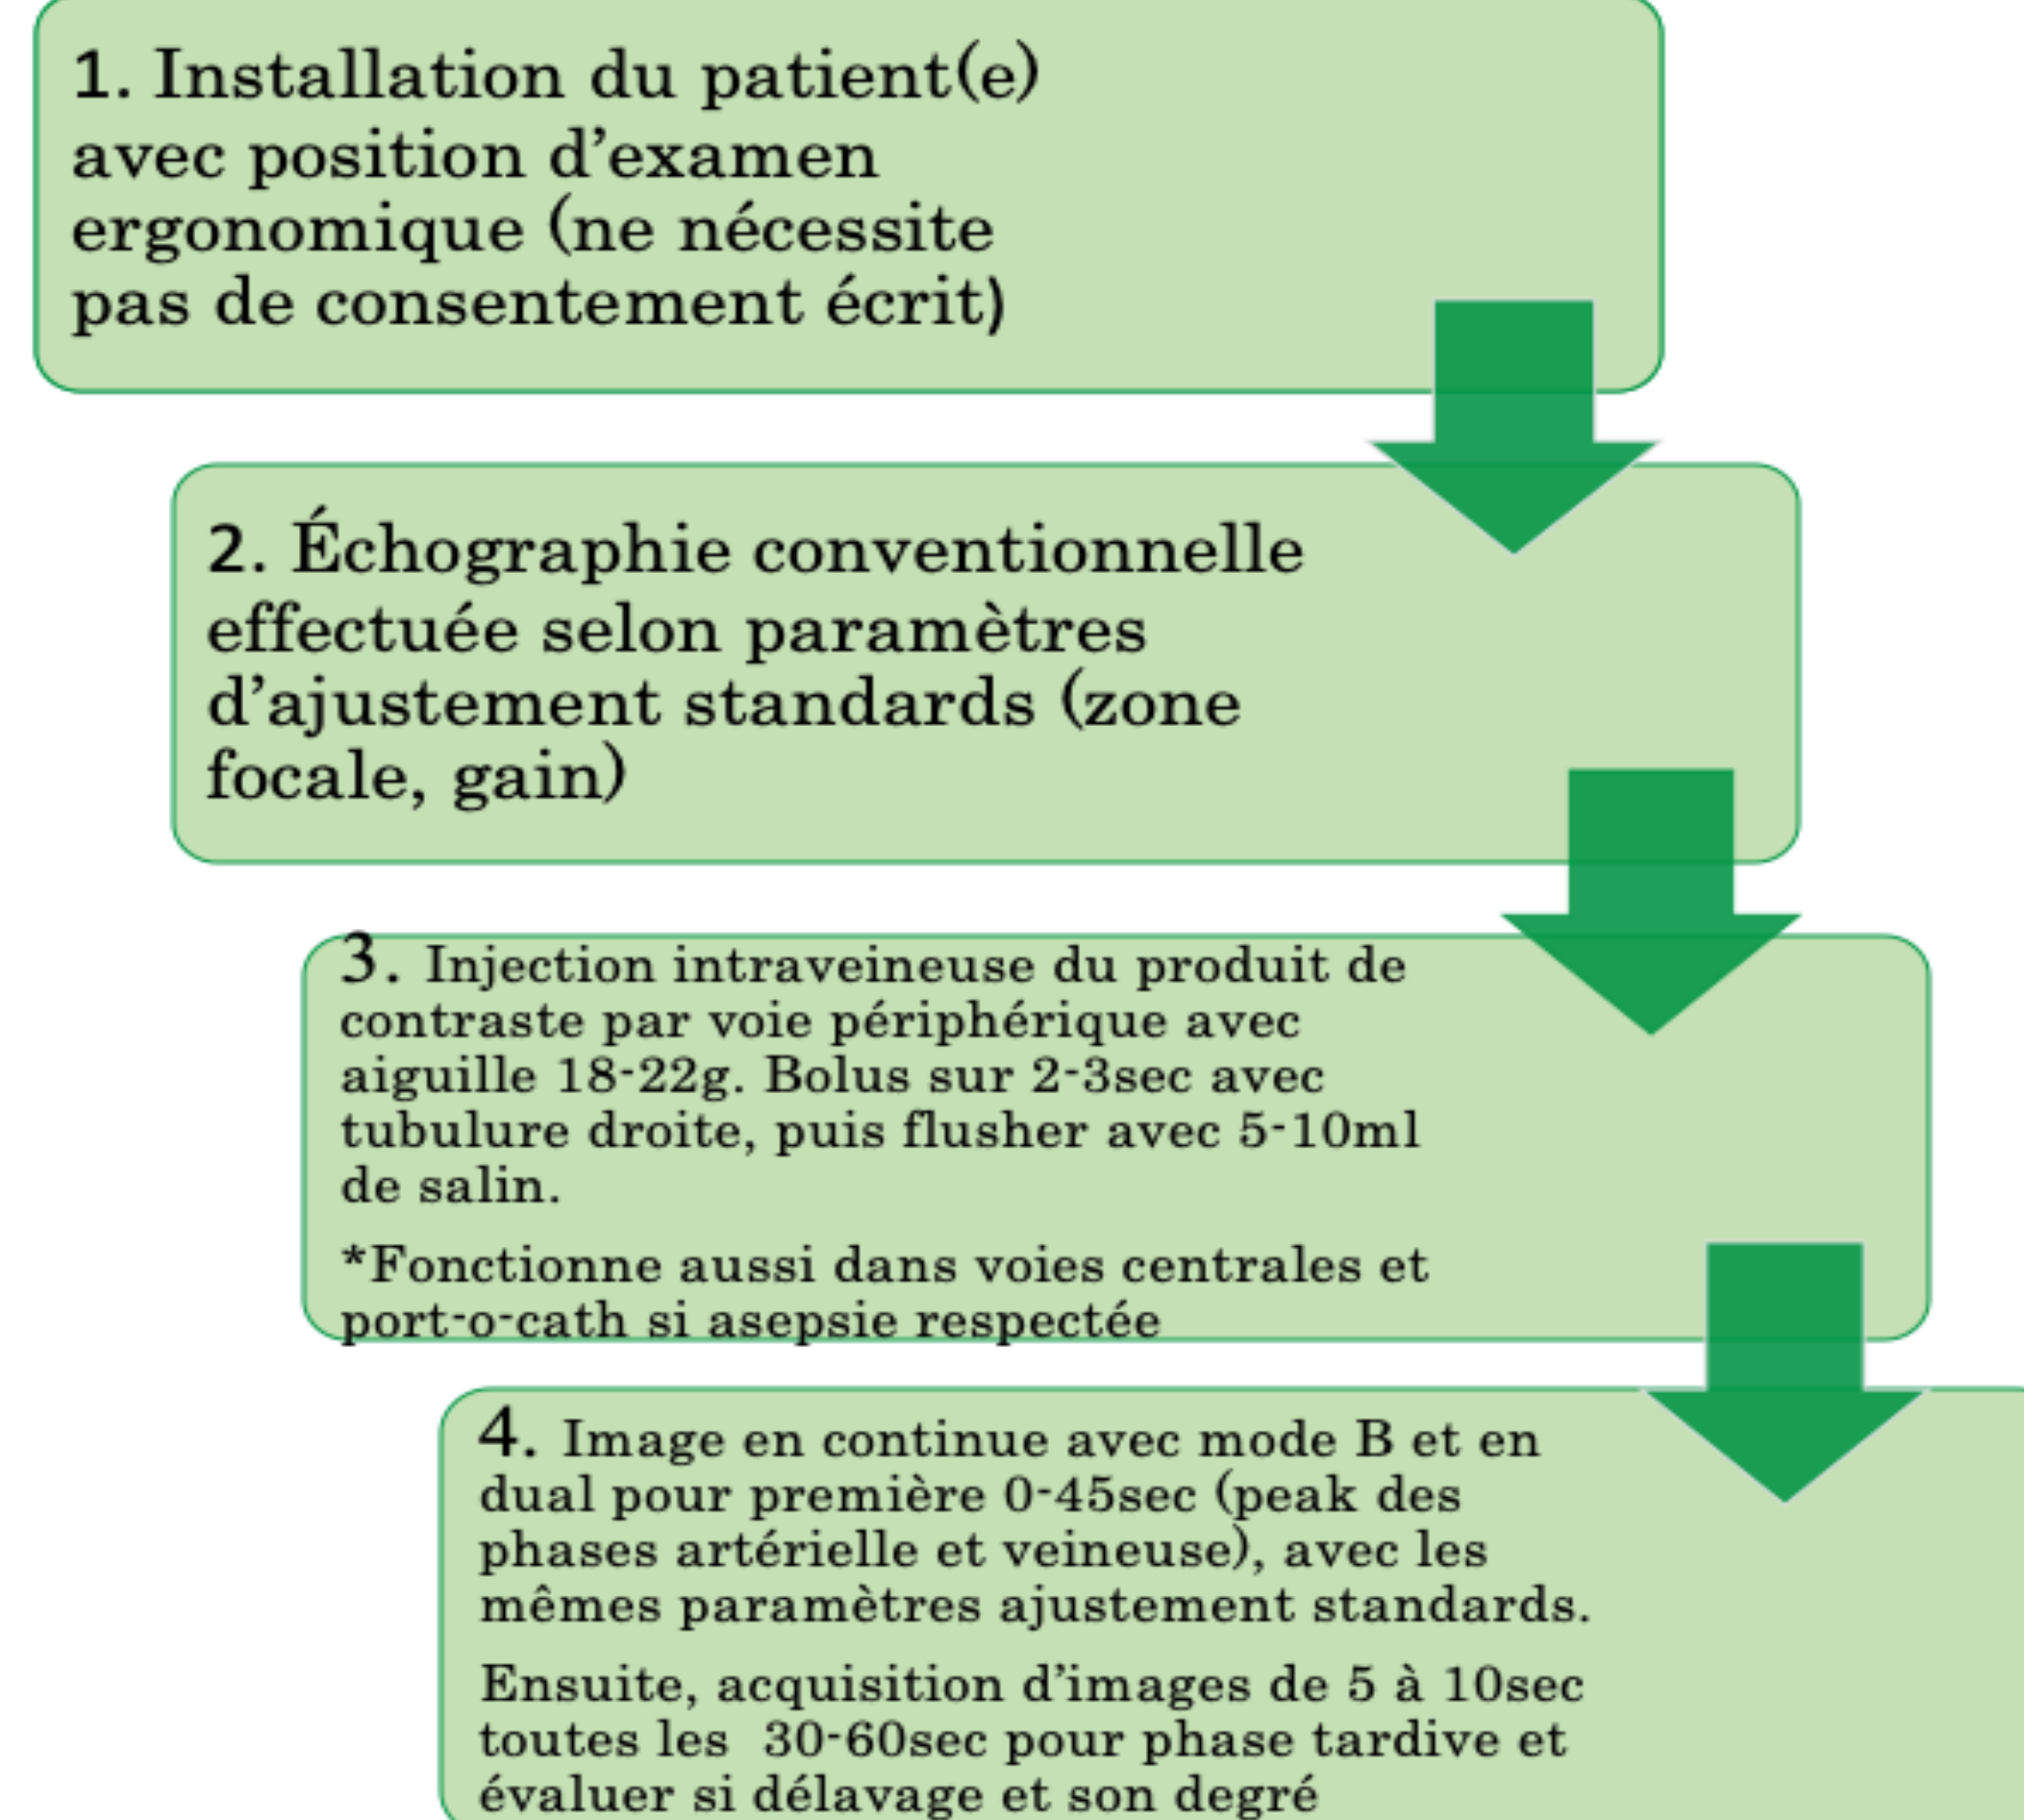 1. Installation du patient(e)
avec position d’examen
ergonomique (ne nécessite
pas de consentement écrit)
2. Échographie conventionnelle
effectuée selon paramètres
d’ajustement standards (zone
focale, gain)
3. Injection intraveineuse du produit de
contraste par voie périphérique avec
aiguille 18-22g. Bolus sur 2-3sec avec
tubulure droite, puis flusher avec 5-10ml
de salin.
*Fonctionne aussi dans voies centrales et
port-o-cath si asepsie respectée
4. Image en continue avec mode B et en
dual pour première 0-45sec (peak des
phases artérielle et veineuse), avec les
mêmes paramètres ajustement standards.
Ensuite, acquisition d’images de 5 à 10sec
toutes les  30-60sec pour phase tardive et
évaluer si délavage et son degré